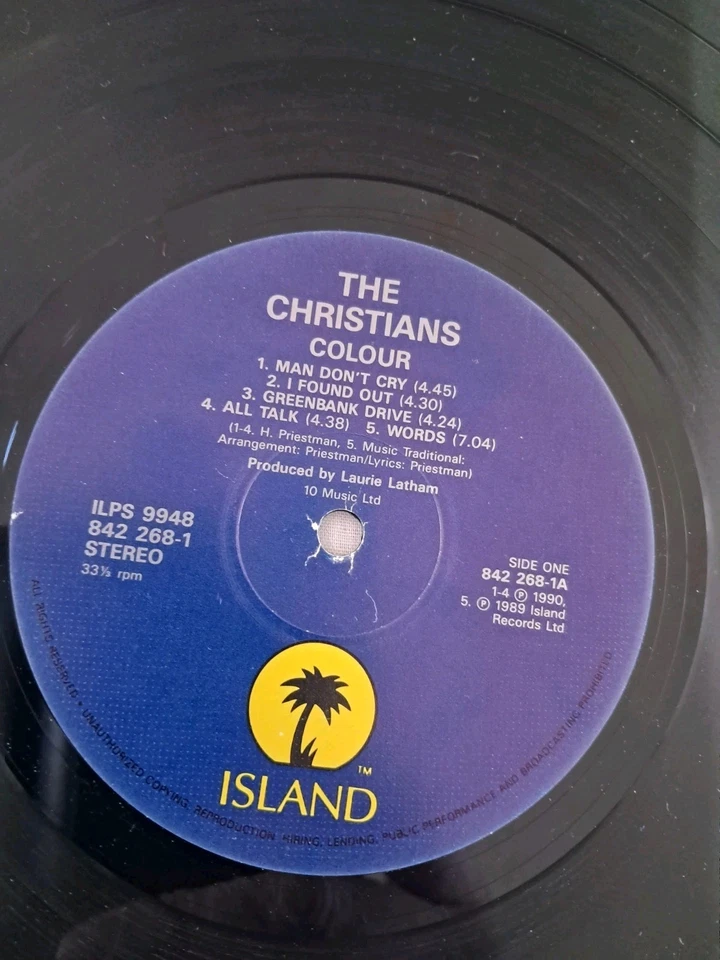 THE
CHRISTIANS
COLOUR
1. MAN DON'T CRY (4.45)
2. I FOUND OUT (4.30)
3. GREENBANK DRIVE (4.24)
4. ALL TALK (4.38) 5. WORDS (7.04)
(1-4. H. Priestman, 5. Music Traditional:
Arrangement: Priestman/Lyrics: Priestman)
Produced by Laurie Latham
10 Music Ltd
ILPS 9948
842 268-1
STEREO
33⅓ rpm
SIDE ONE
842 268-1A
1-4 ℗ 1990,
5. ℗ 1989 Island
Records Ltd
TM
ISLAND
ALL RIGHTS RESERVED • UNAUTHORIZED COPYING, REPRODUCTION, HIRING, LENDING, PUBLIC PERFORMANCE AND BROADCASTING PROHIBITED